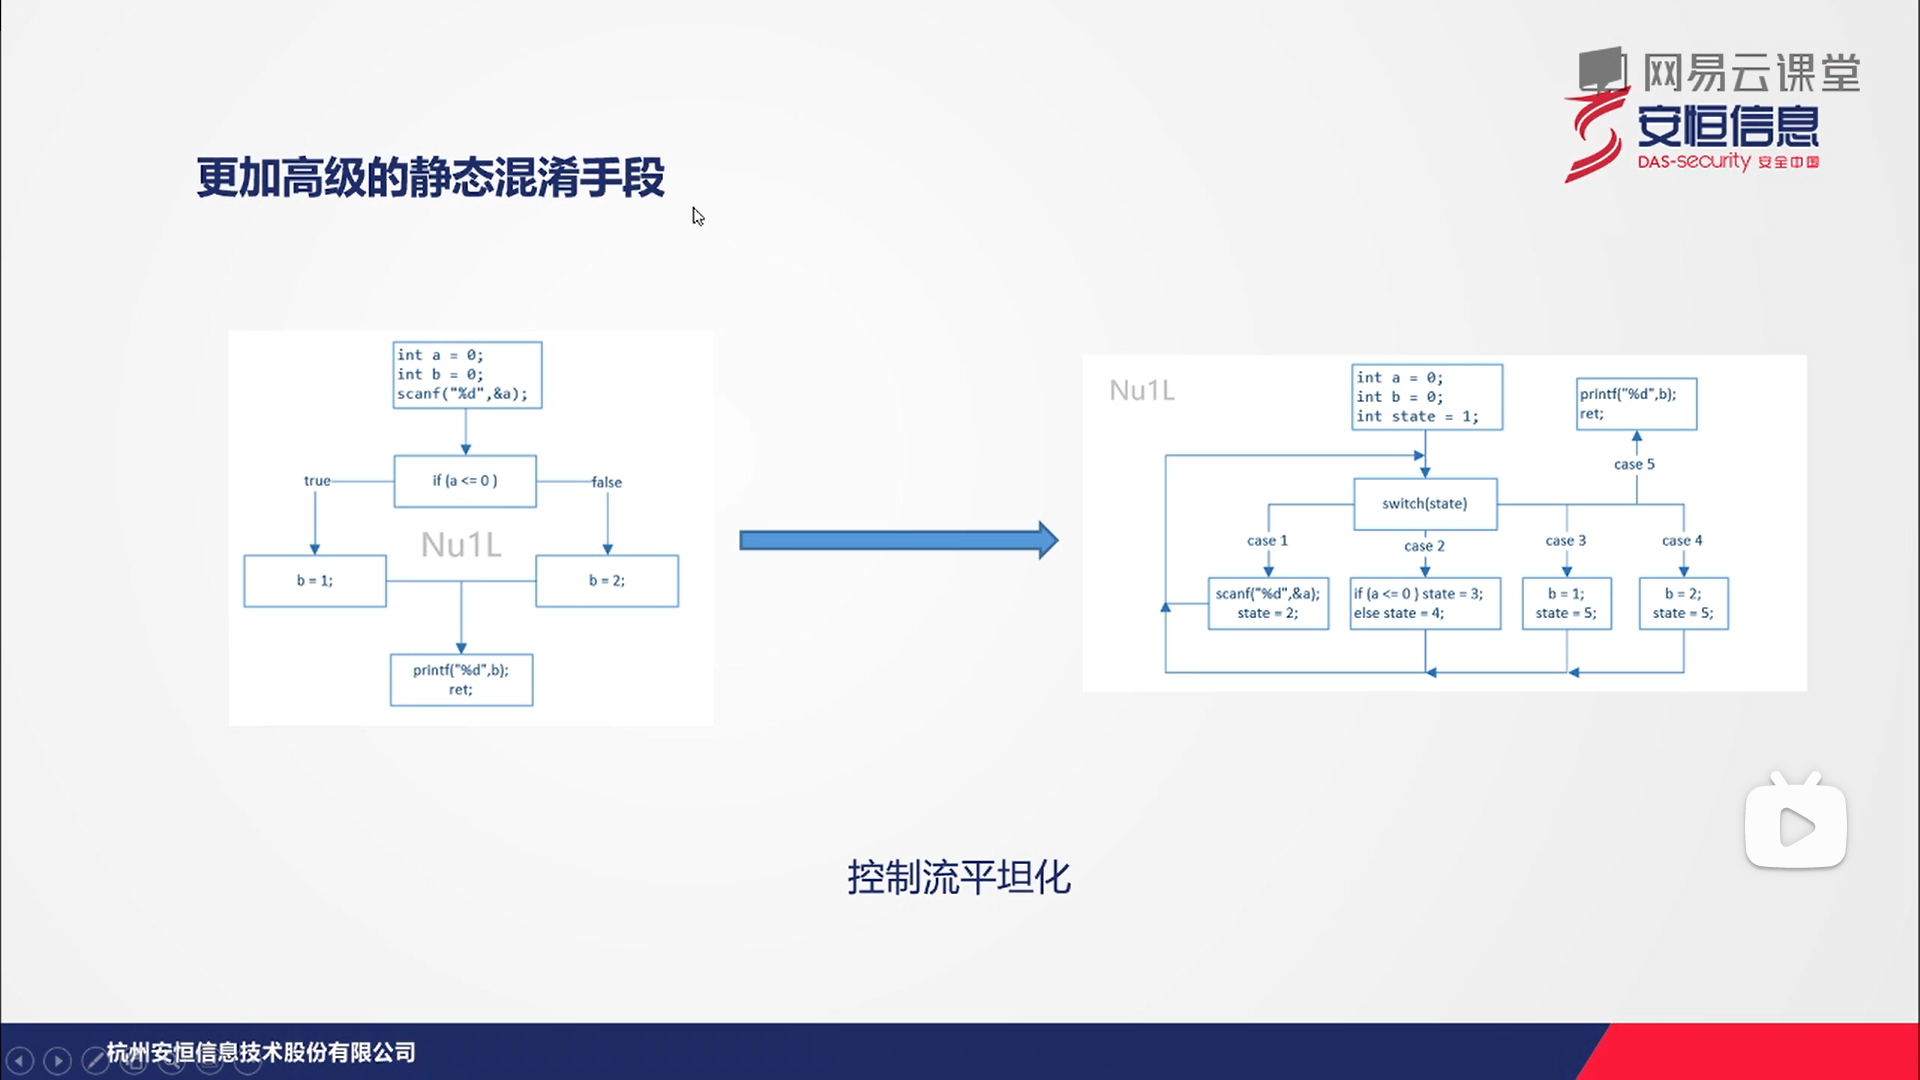 网易云课堂
安恒信息
DAS-security 安全中国
更加高级的静态混淆手段
int a = 0;
int b = 0;
scanf("%d",&a);
if (a <= 0 )
true
false
Nu1L
b = 1;
b = 2;
printf("%d",b);
ret;
Nu1L
int a = 0;
int b = 0;
int state = 1;
printf("%d",b);
ret;
case 5
switch(state)
case 1
case 2
case 3
case 4
scanf("%d",&a);
state = 2;
if (a <= 0 ) state = 3;
else state = 4;
b = 1;
state = 5;
b = 2;
state = 5;
控制流平坦化
杭州安恒信息技术股份有限公司